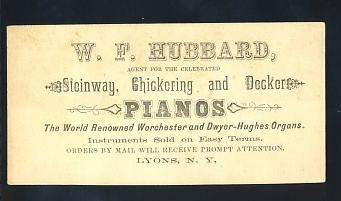 W. F. HUBBARD,
AGENT FOR THE CELEBRATED
Steinway, Chickering and Decker
PIANOS
The World Renowned Worchester and Dwyer-Hughes Organs.
Instruments Sold on Easy Terms.
ORDERS BY MAIL WILL RECEIVE PROMPT ATTENTION.
LYONS, N. Y.